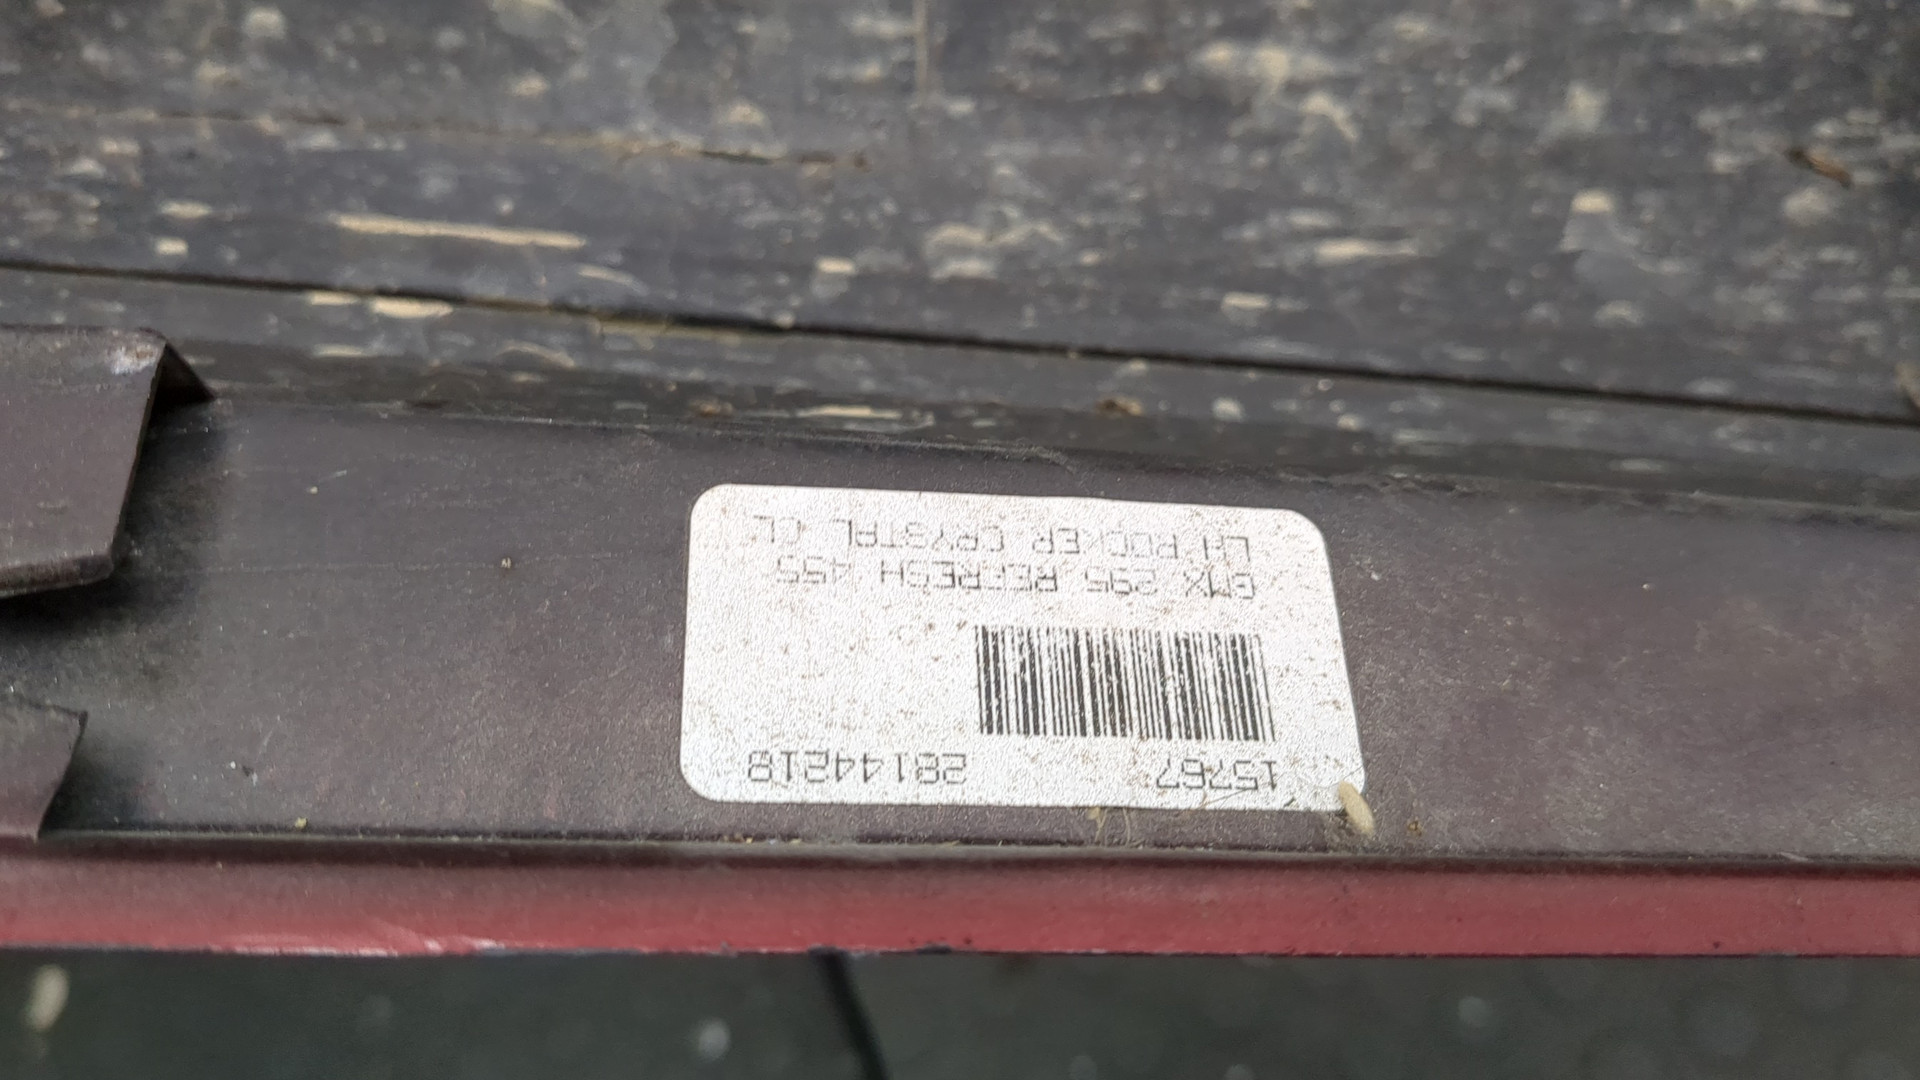 15767 28144218
GMX 295 REFRESH 455
LH ROCKER CRYSTAL CL